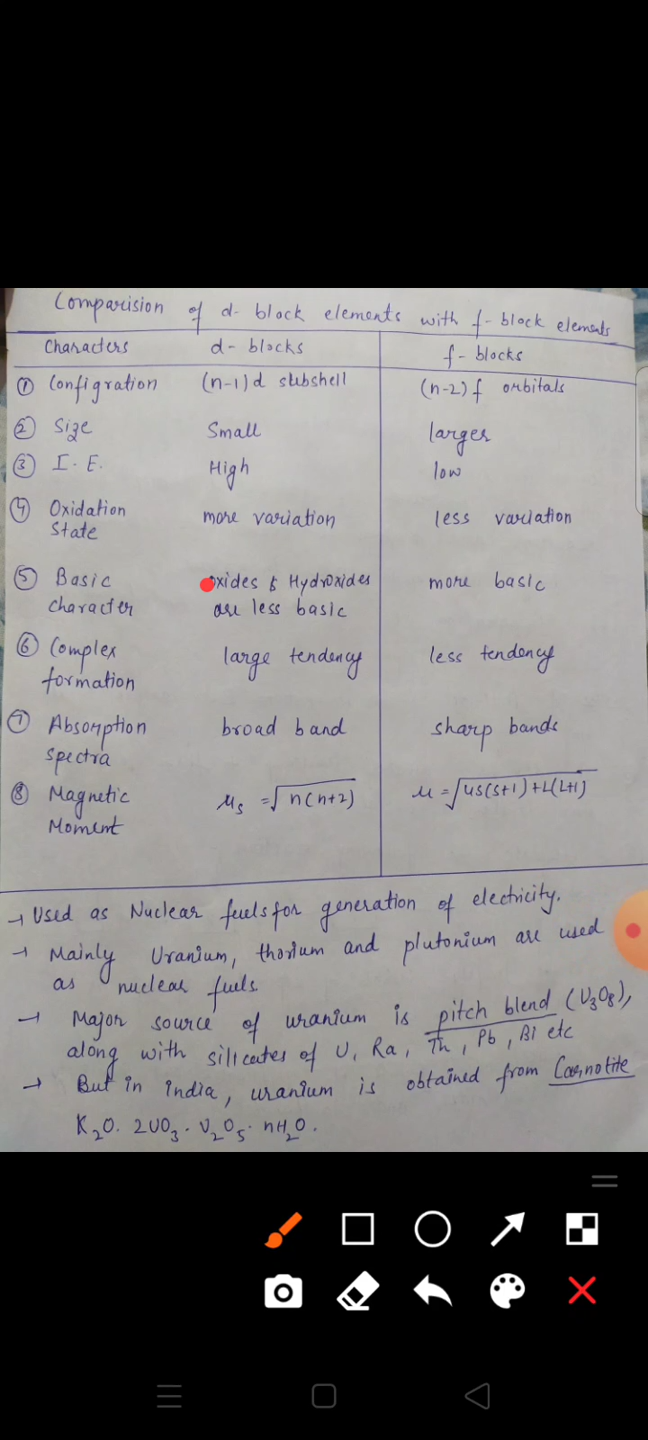 Comparision of d- block elements with f- block elements
Characters d- blocks f- blocks
① Configration (n-1)d subshell (n-2) f orbitals
② Size Small larger
③ I. E. High low
④ Oxidation State more variation less variation
⑤ Basic character oxides & Hydroxides are less basic more basic
⑥ Complex formation large tendency less tendency
⑦ Absorption spectra broad band sharp bands
⑧ Magnetic Moment μs = √n(n+2) μ = √4s(s+1)+L(L+1)
→ Used as Nuclear fuels for generation of electricity.
→ Mainly Uranium, thorium and plutonium are used
as nuclear fuels.
→ Major source of uranium is pitch blend (U3O8),
along with silicates of U, Ra, Th, Pb, Bi etc
→ But in india, uranium is obtained from Carnotite
K2O. 2UO3. V2O5. nH2O.